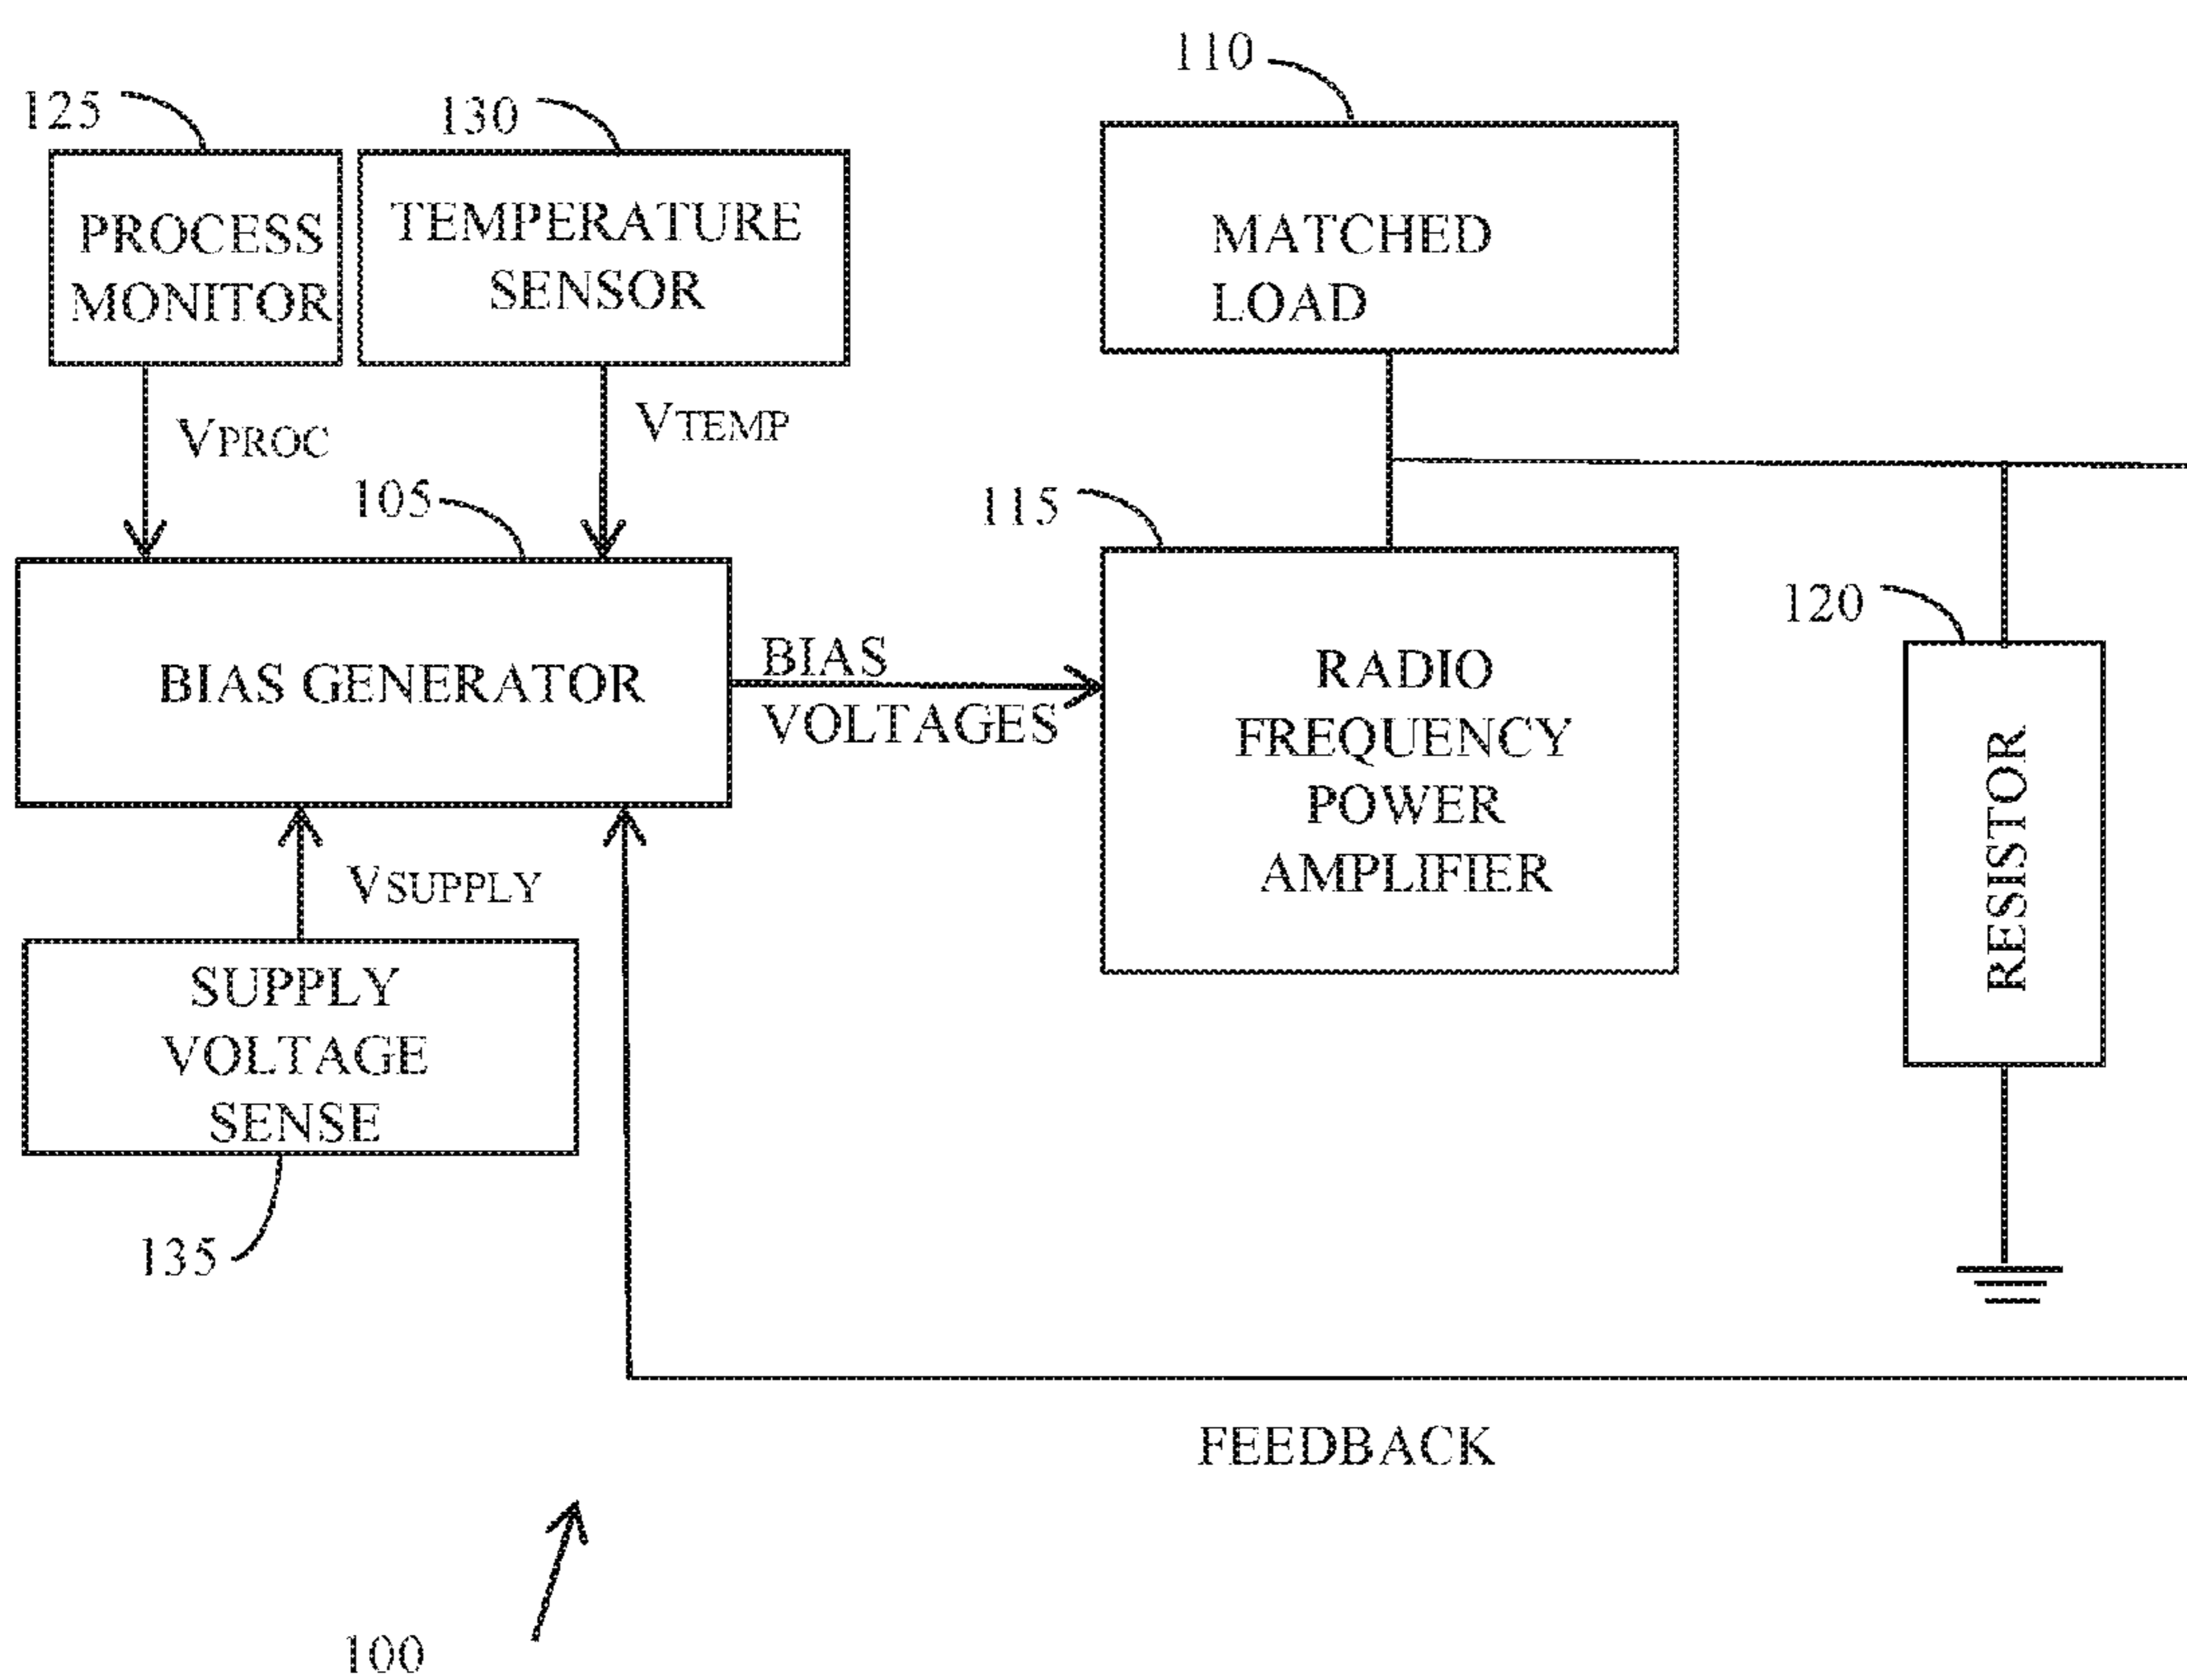 110
125
130
PROCESS
MONITOR
TEMPERATURE
SENSOR
MATCHED
LOAD
VPROC
VTEMP
105
115
120
BIAS GENERATOR
BIAS
VOLTAGES
RADIO
FREQUENCY
POWER
AMPLIFIER
RESISTOR
VSUPPLY
SUPPLY
VOLTAGE
SENSE
135
FEEDBACK
100